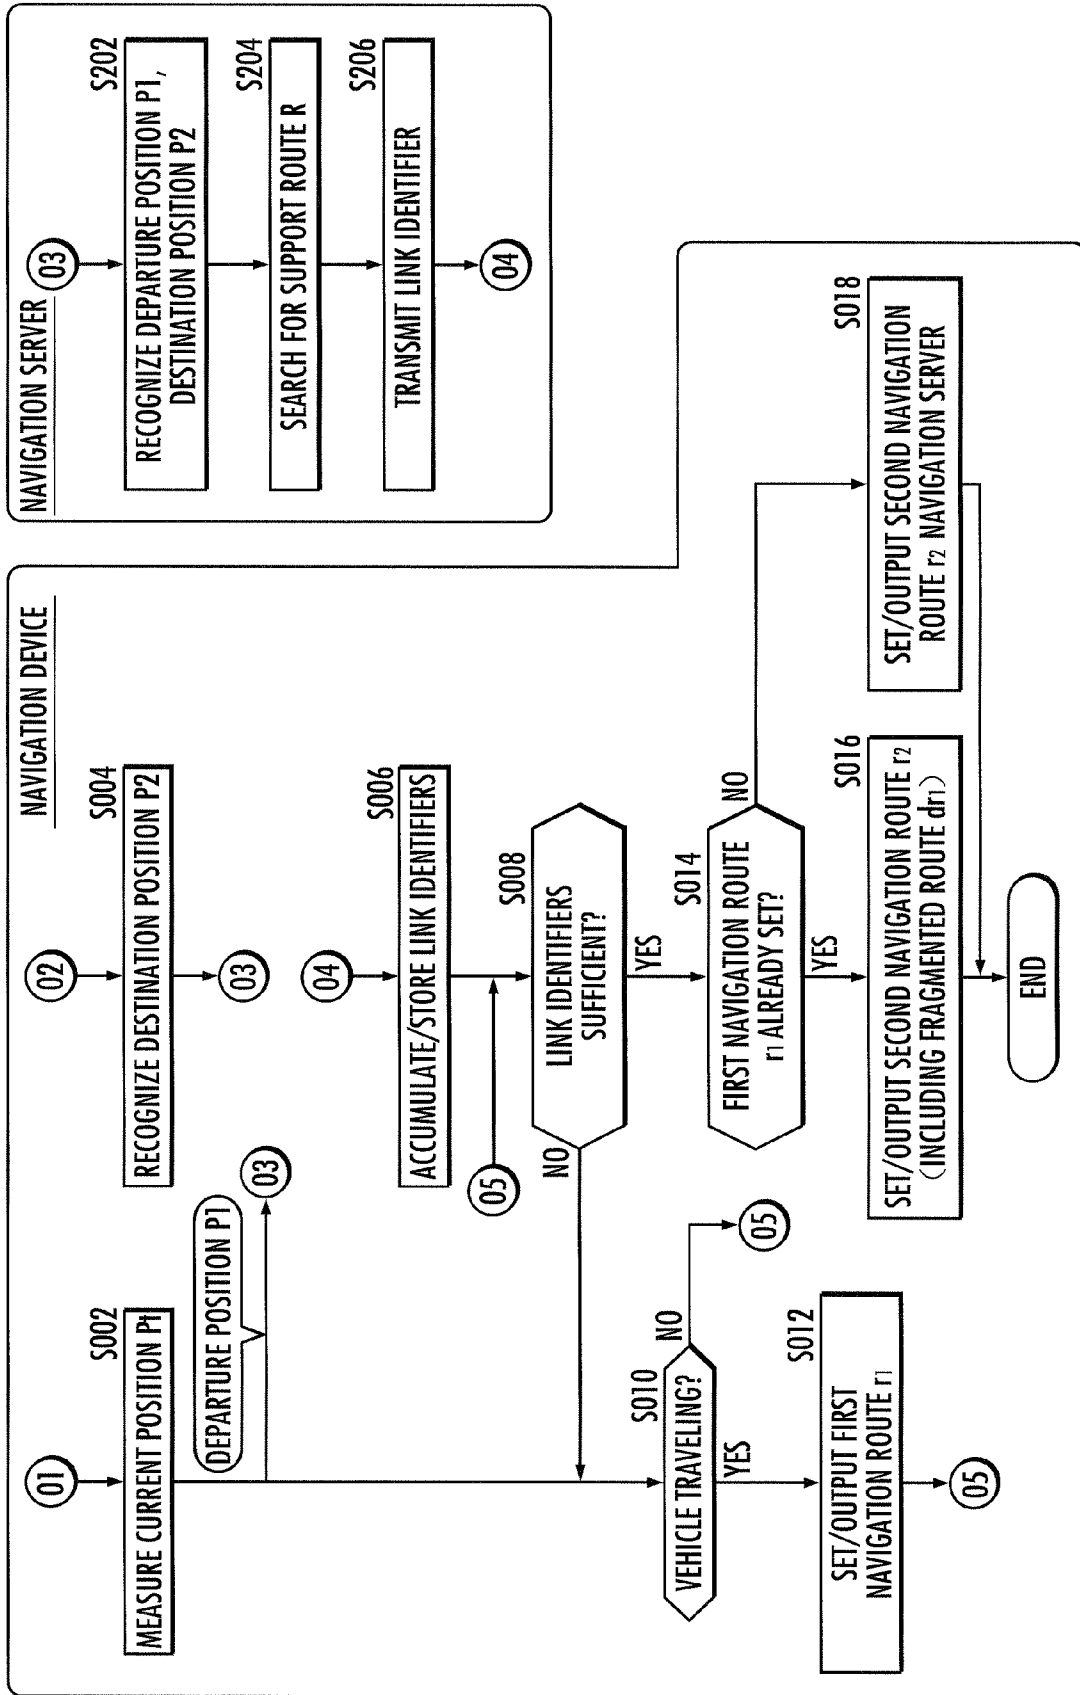 NAVIGATION DEVICE
01
S002
MEASURE CURRENT POSITION P1
DEPARTURE POSITION P1
03
02
S004
RECOGNIZE DESTINATION POSITION P2
03
04
S006
ACCUMULATE/STORE LINK IDENTIFIERS
05
S008
LINK IDENTIFIERS
SUFFICIENT?
NO
YES
S010
VEHICLE TRAVELING?
NO
05
YES
S012
SET/OUTPUT FIRST
NAVIGATION ROUTE r1
05
S014
FIRST NAVIGATION ROUTE
r1 ALREADY SET?
NO
YES
S016
SET/OUTPUT SECOND NAVIGATION ROUTE r2
(INCLUDING FRAGMENTED ROUTE dr1)
S018
SET/OUTPUT SECOND NAVIGATION
ROUTE r2 NAVIGATION SERVER
END
NAVIGATION SERVER
03
S202
RECOGNIZE DEPARTURE POSITION P1,
DESTINATION POSITION P2
S204
SEARCH FOR SUPPORT ROUTE R
S206
TRANSMIT LINK IDENTIFIER
04